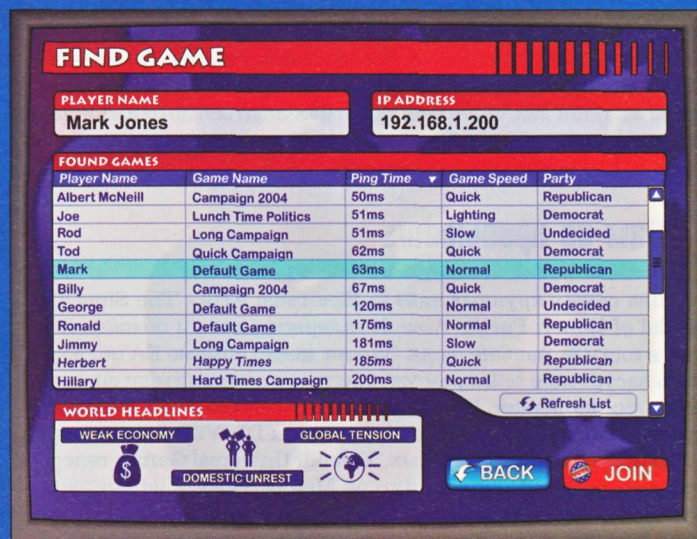 FIND GAME
PLAYER NAME
Mark Jones
IP ADDRESS
192.168.1.200
FOUND GAMES
Player Name Game Name Ping Time Game Speed Party
Albert McNeill Campaign 2004 50ms Quick Republican
Joe Lunch Time Politics 51ms Lighting Democrat
Rod Long Campaign 51ms Slow Undecided
Tod Quick Campaign 62ms Quick Democrat
Mark Default Game 63ms Normal Republican
Billy Campaign 2004 67ms Quick Democrat
George Default Game 120ms Normal Undecided
Ronald Default Game 175ms Normal Republican
Jimmy Long Campaign 181ms Slow Democrat
Herbert Happy Times 185ms Quick Republican
Hillary Hard Times Campaign 200ms Normal Republican
Refresh List
WORLD HEADLINES
WEAK ECONOMY
GLOBAL TENSION
$
DOMESTIC UNREST
BACK
JOIN